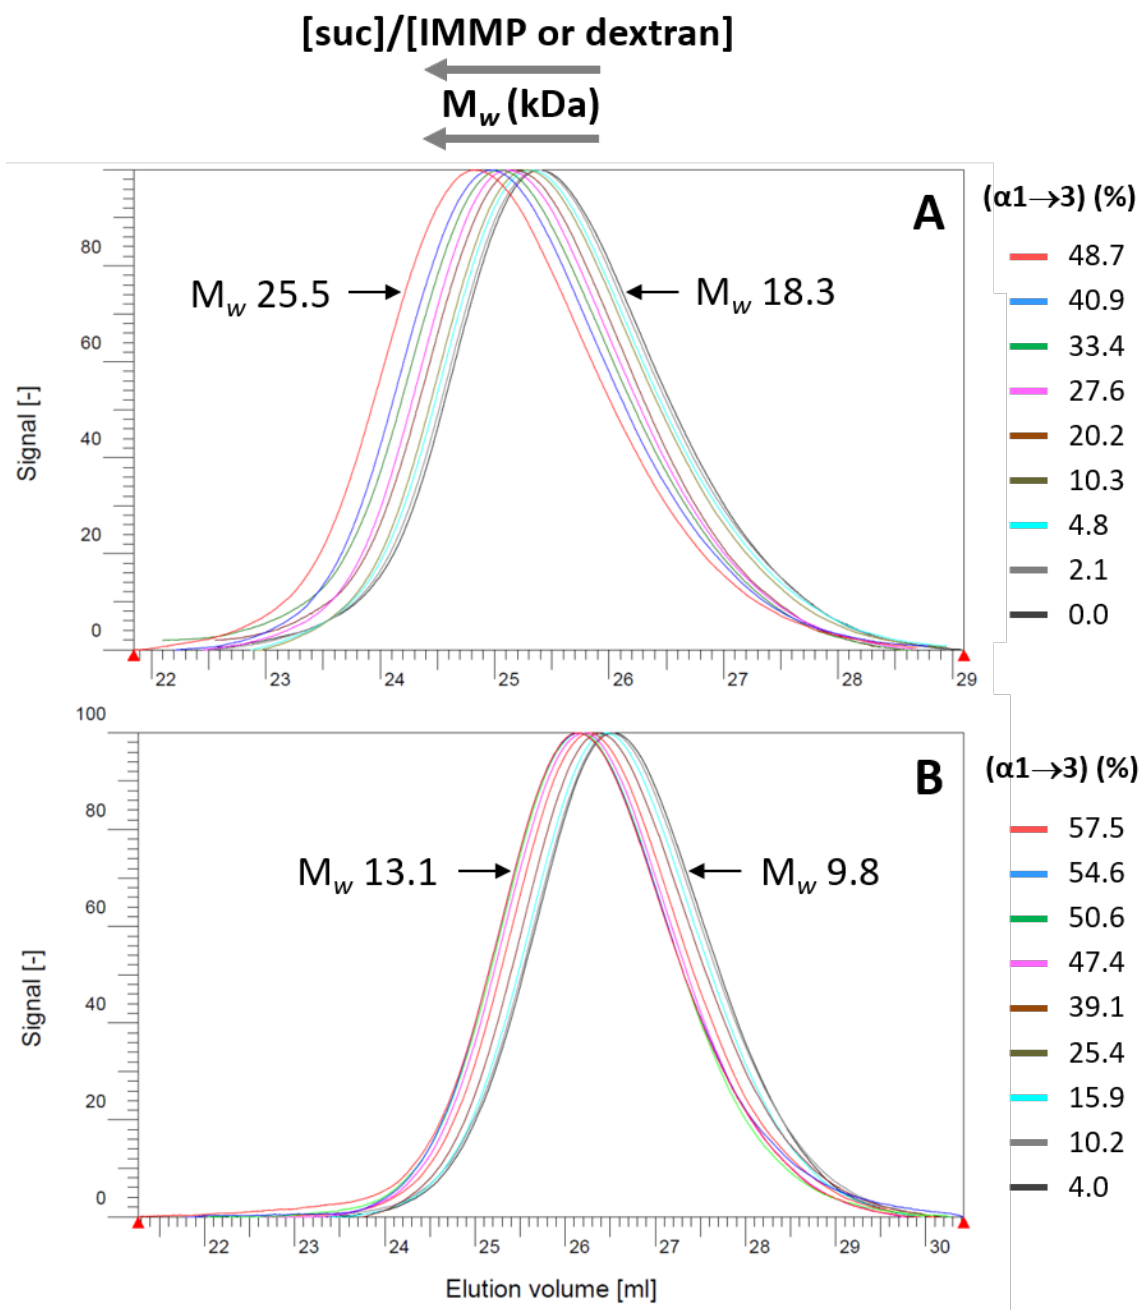 [suc]/[IMMP or dextran]
Mw (kDa)
A
(α1→3) (%)
48.7
40.9
33.4
27.6
20.2
10.3
4.8
2.1
0.0
Mw 25.5
Mw 18.3
80
60
40
20
0
Signal [-]
22 23 24 25 26 27 28 29
100
80
60
40
20
0
Signal [-]
B
(α1→3) (%)
57.5
54.6
50.6
47.4
39.1
25.4
15.9
10.2
4.0
Mw 13.1
Mw 9.8
22 23 24 25 26 27 28 29 30
Elution volume [ml]